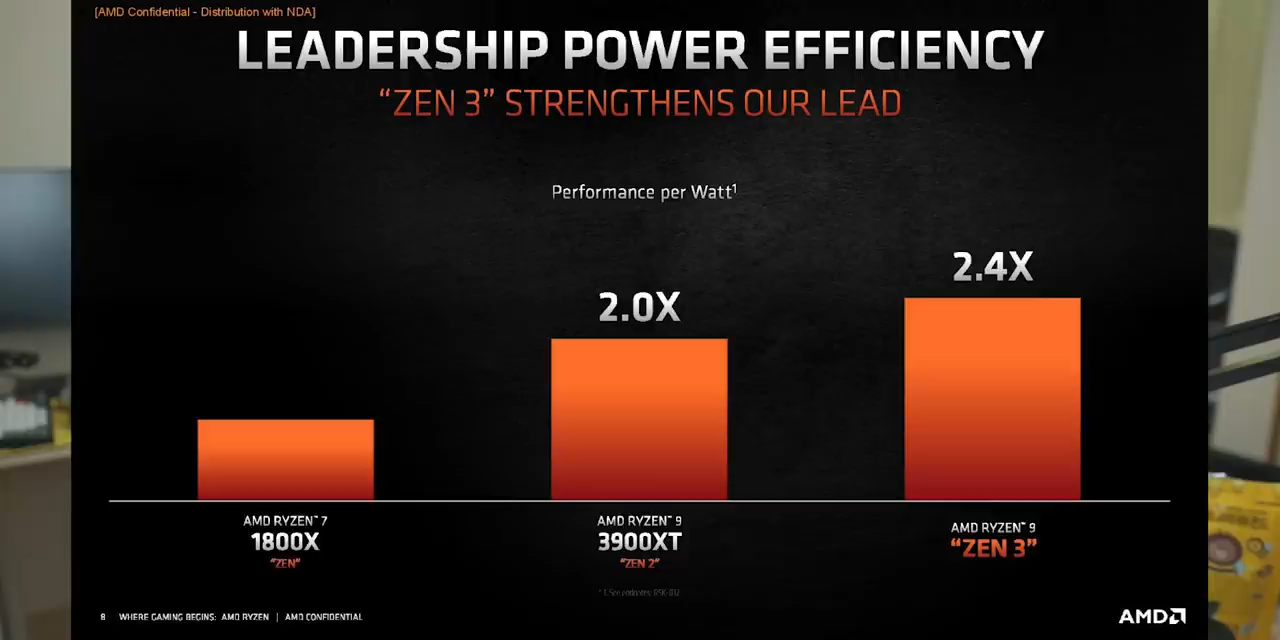 [AMD Confidential - Distribution with NDA]
LEADERSHIP POWER EFFICIENCY
“ZEN 3” STRENGTHENS OUR LEAD
Performance per Watt¹
2.0X
2.4X
AMD RYZEN™ 7
1800X
“ZEN”
AMD RYZEN™ 9
3900XT
“ZEN 2”
AMD RYZEN™ 9
“ZEN 3”
8 WHERE GAMING BEGINS: AMD RYZEN | AMD CONFIDENTIAL
AMD